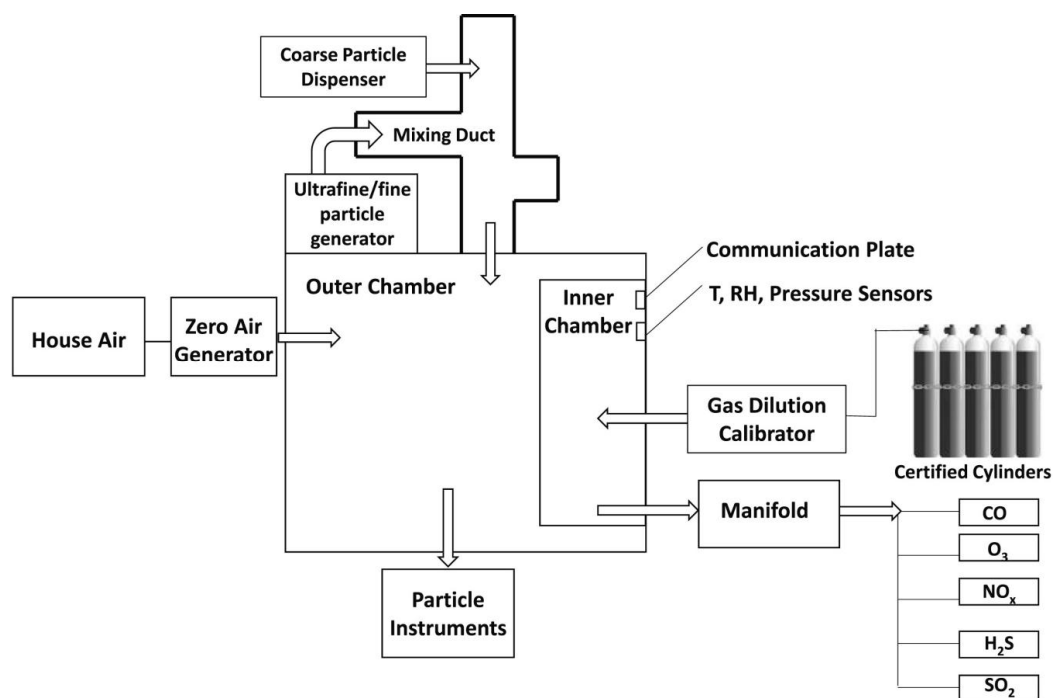 Coarse Particle
Dispenser
Mixing Duct
Ultrafine/fine
particle
generator
Communication Plate
Outer Chamber
T, RH, Pressure Sensors
Inner
Chamber
House Air
Zero Air
Generator
Gas Dilution
Calibrator
Certified Cylinders
Manifold
CO
O₃
NOₓ
H₂S
SO₂
Particle
Instruments